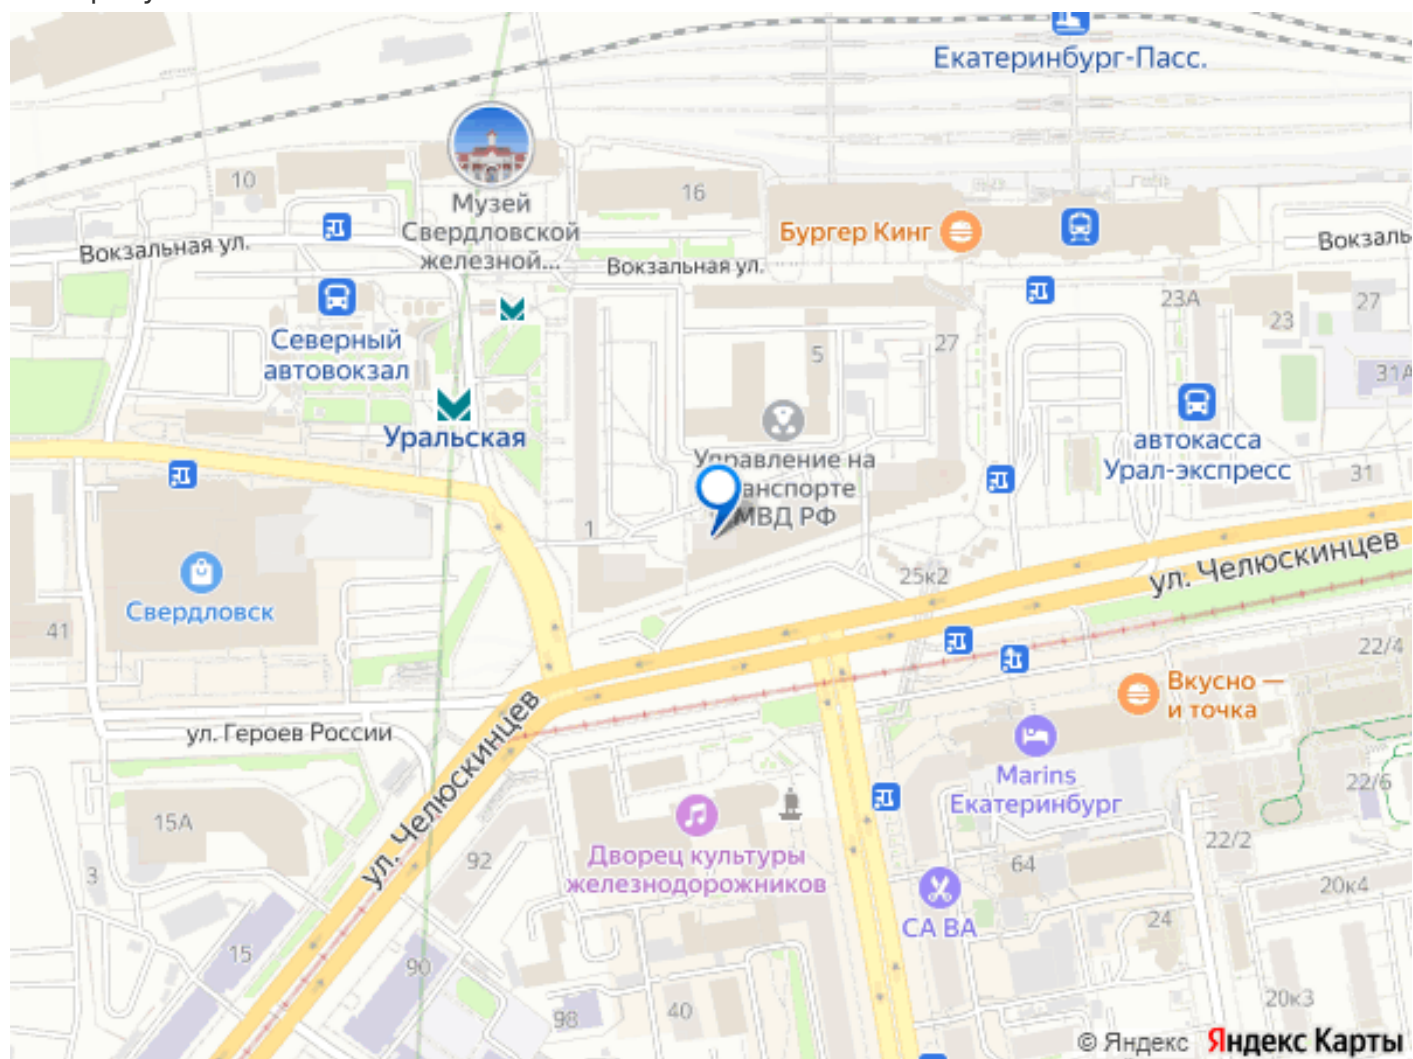 Екатеринбург-Пасс.
10
16
Музей
Свердловской
железной...
Бургер Кинг
Вокзальная ул.
Вокзаль
Вокзальная ул.
23А
27
23
Северный
автовокзал
5
27
31А
Уральская
автокасса
Урал-экспресс
31
Управление на
анспорте
МВД РФ
1
ул. Челюскинцев
25к2
Свердловск
41
22/4
Вкусно —
и точка
ул. Героев России
ул. Челюскинцев
Marins
Екатеринбург
22/6
15А
22/2
92
Дворец культуры
железнодорожников
3
64
20к4
СА ВА
24
15
90
98
40
20к3
© Яндекс Яндекс Карты